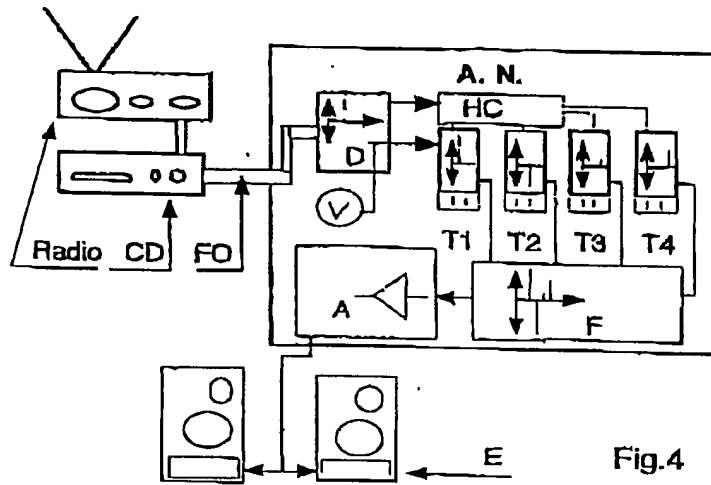 A. N.
HC
D
V
T1 T2 T3 T4
Radio CD FO
A
F
E
Fig.4